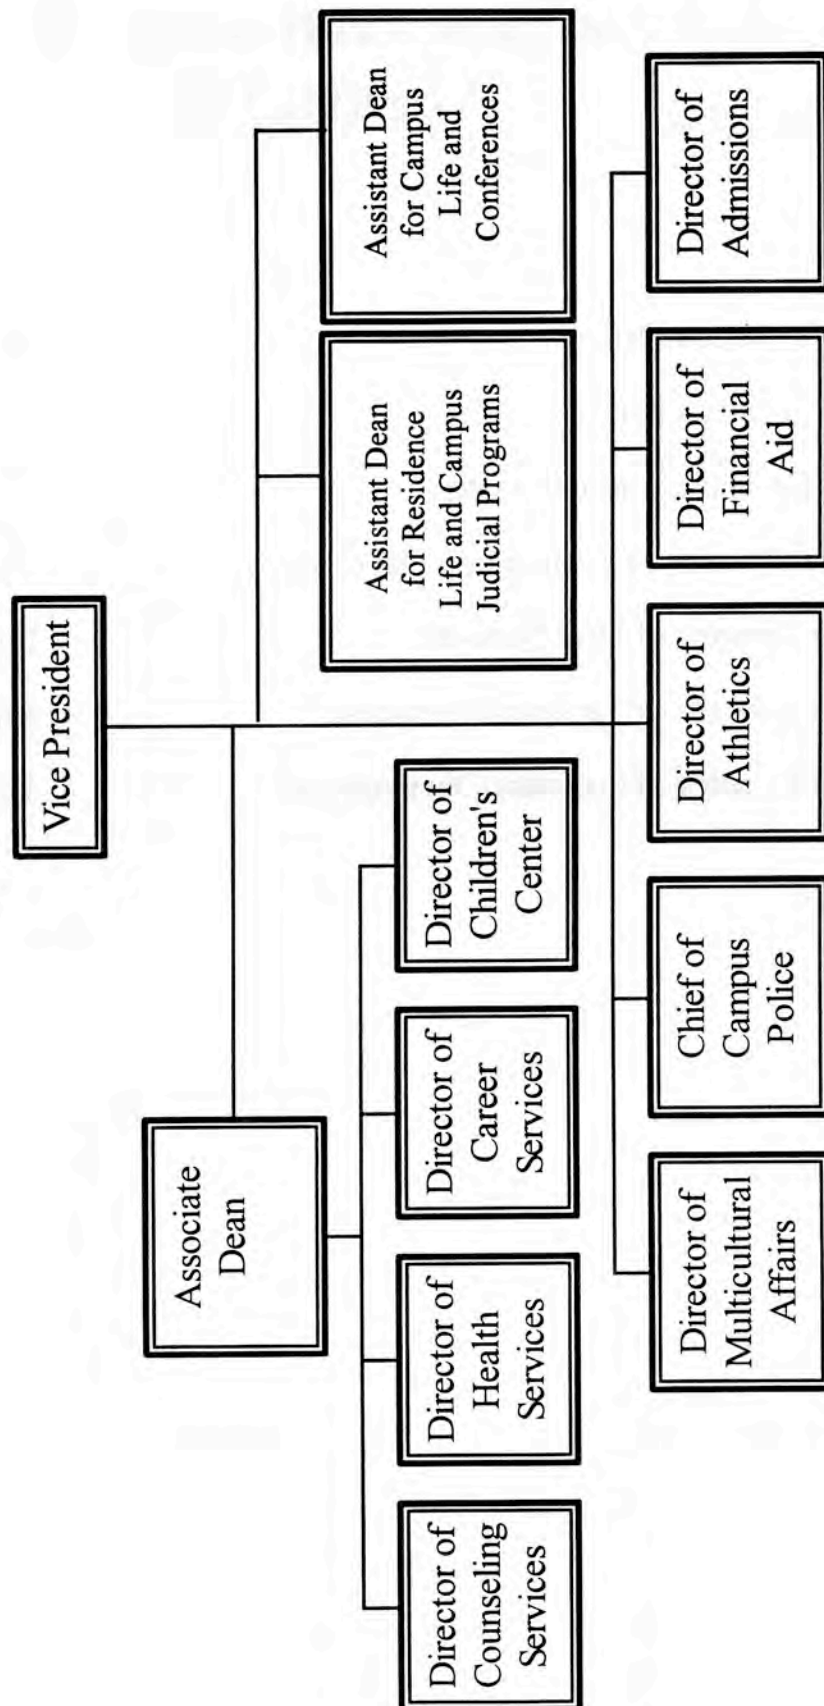 Vice President
Associate
Dean
Assistant Dean
for Residence
Life and Campus
Judicial Programs
Assistant Dean
for Campus
Life and
Conferences
Director of
Counseling
Services
Director of
Health
Services
Director of
Career
Services
Director of
Children's
Center
Director of
Multicultural
Affairs
Chief of
Campus
Police
Director of
Athletics
Director of
Financial
Aid
Director of
Admissions